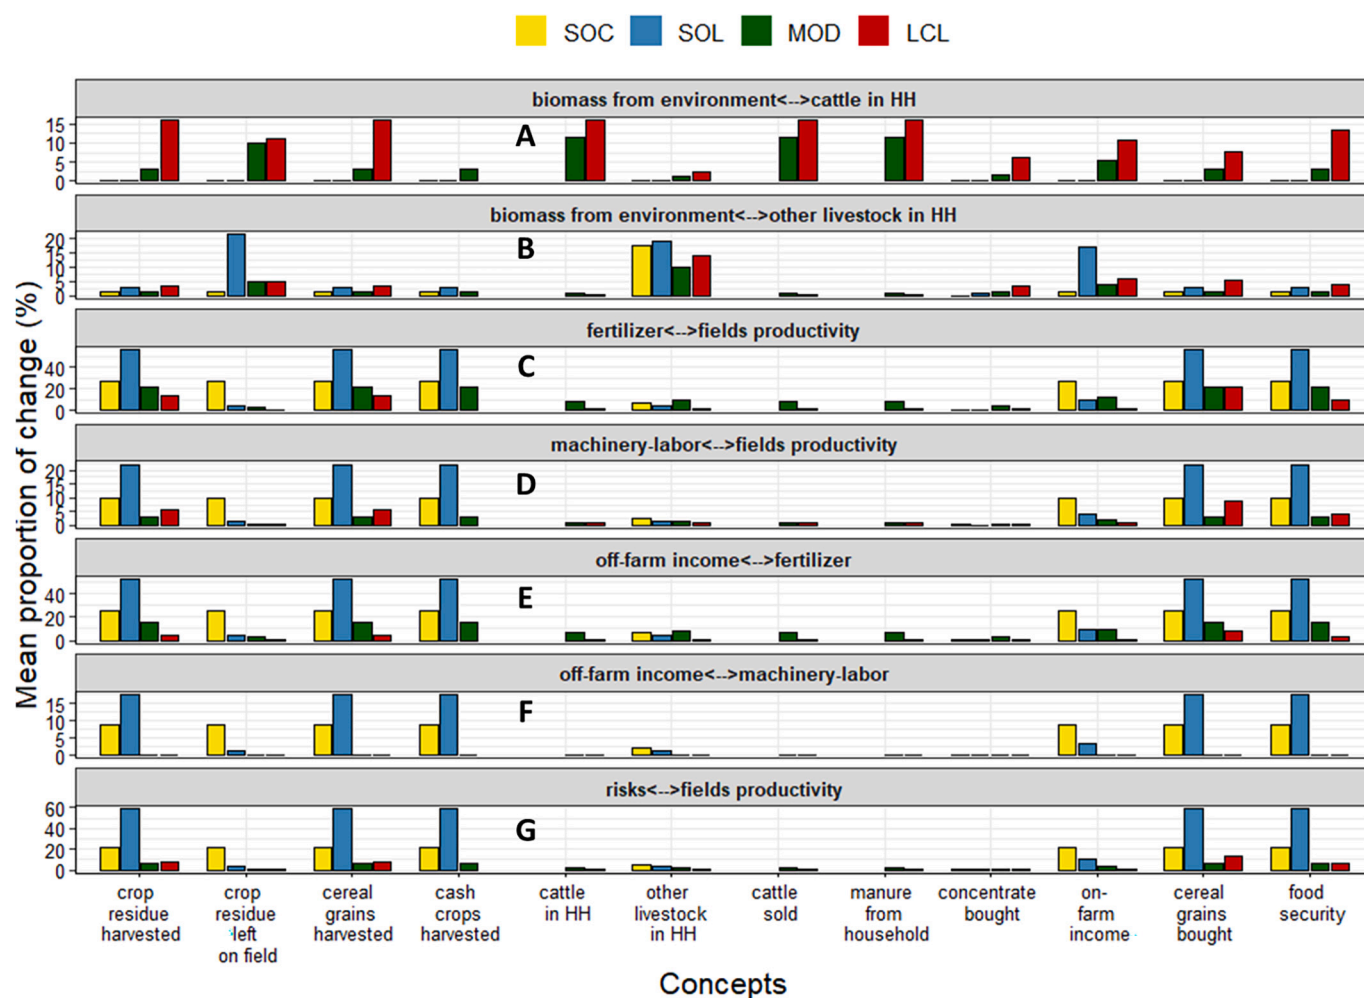 SOC SOL MOD LCL
Mean proportion of change (%)
biomass from environment<-->cattle in HH
A
15
10
5
0
biomass from environment<-->other livestock in HH
B
20
15
10
5
0
fertilizer<-->fields productivity
C
40
20
0
machinery-labor<-->fields productivity
D
20
15
10
5
0
off-farm income<-->fertilizer
E
40
20
0
off-farm income<-->machinery-labor
F
15
10
5
0
risks<-->fields productivity
G
60
40
20
0
crop
residue
harvested
crop
residue
left
on field
cereal
grains
harvested
cash
crops
harvested
cattle
in HH
other
livestock
in HH
cattle
sold
manure
from
household
concentrate
bought
on-
farm
income
cereal
grains
bought
food
security
Concepts